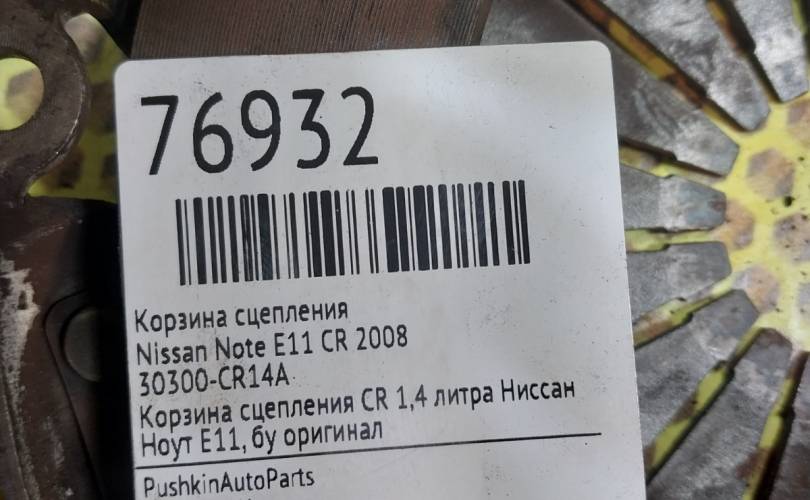 76932
Корзина сцепления
Nissan Note E11 CR 2008
30300-CR14A
Корзина сцепления CR 1,4 литра Ниссан
Ноут Е11, бу оригинал
PushkinAutoParts